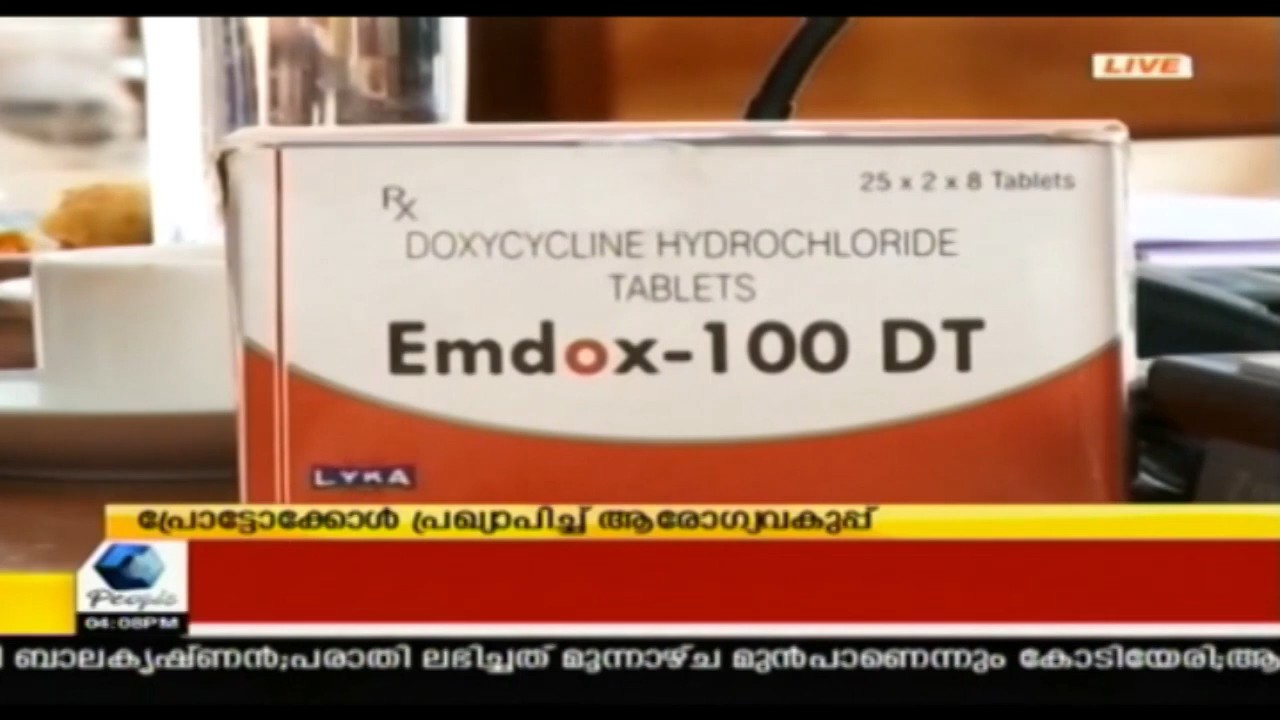 LIVE
25 x 2 x 8 Tablets
Rx
DOXYCYCLINE HYDROCHLORIDE
TABLETS
Emdox-100 DT
LYKA
പ്രോട്ടോക്കോൾ പ്രഖ്യാപിച്ച് ആരോഗ്യവകുപ്പ്
People
04:08PM
ബാലകൃഷ്ണൻ;പരാതി ലഭിച്ചത് മൂന്നാഴ്ച മുൻപാണെന്നും കോടിയേരി;ആ